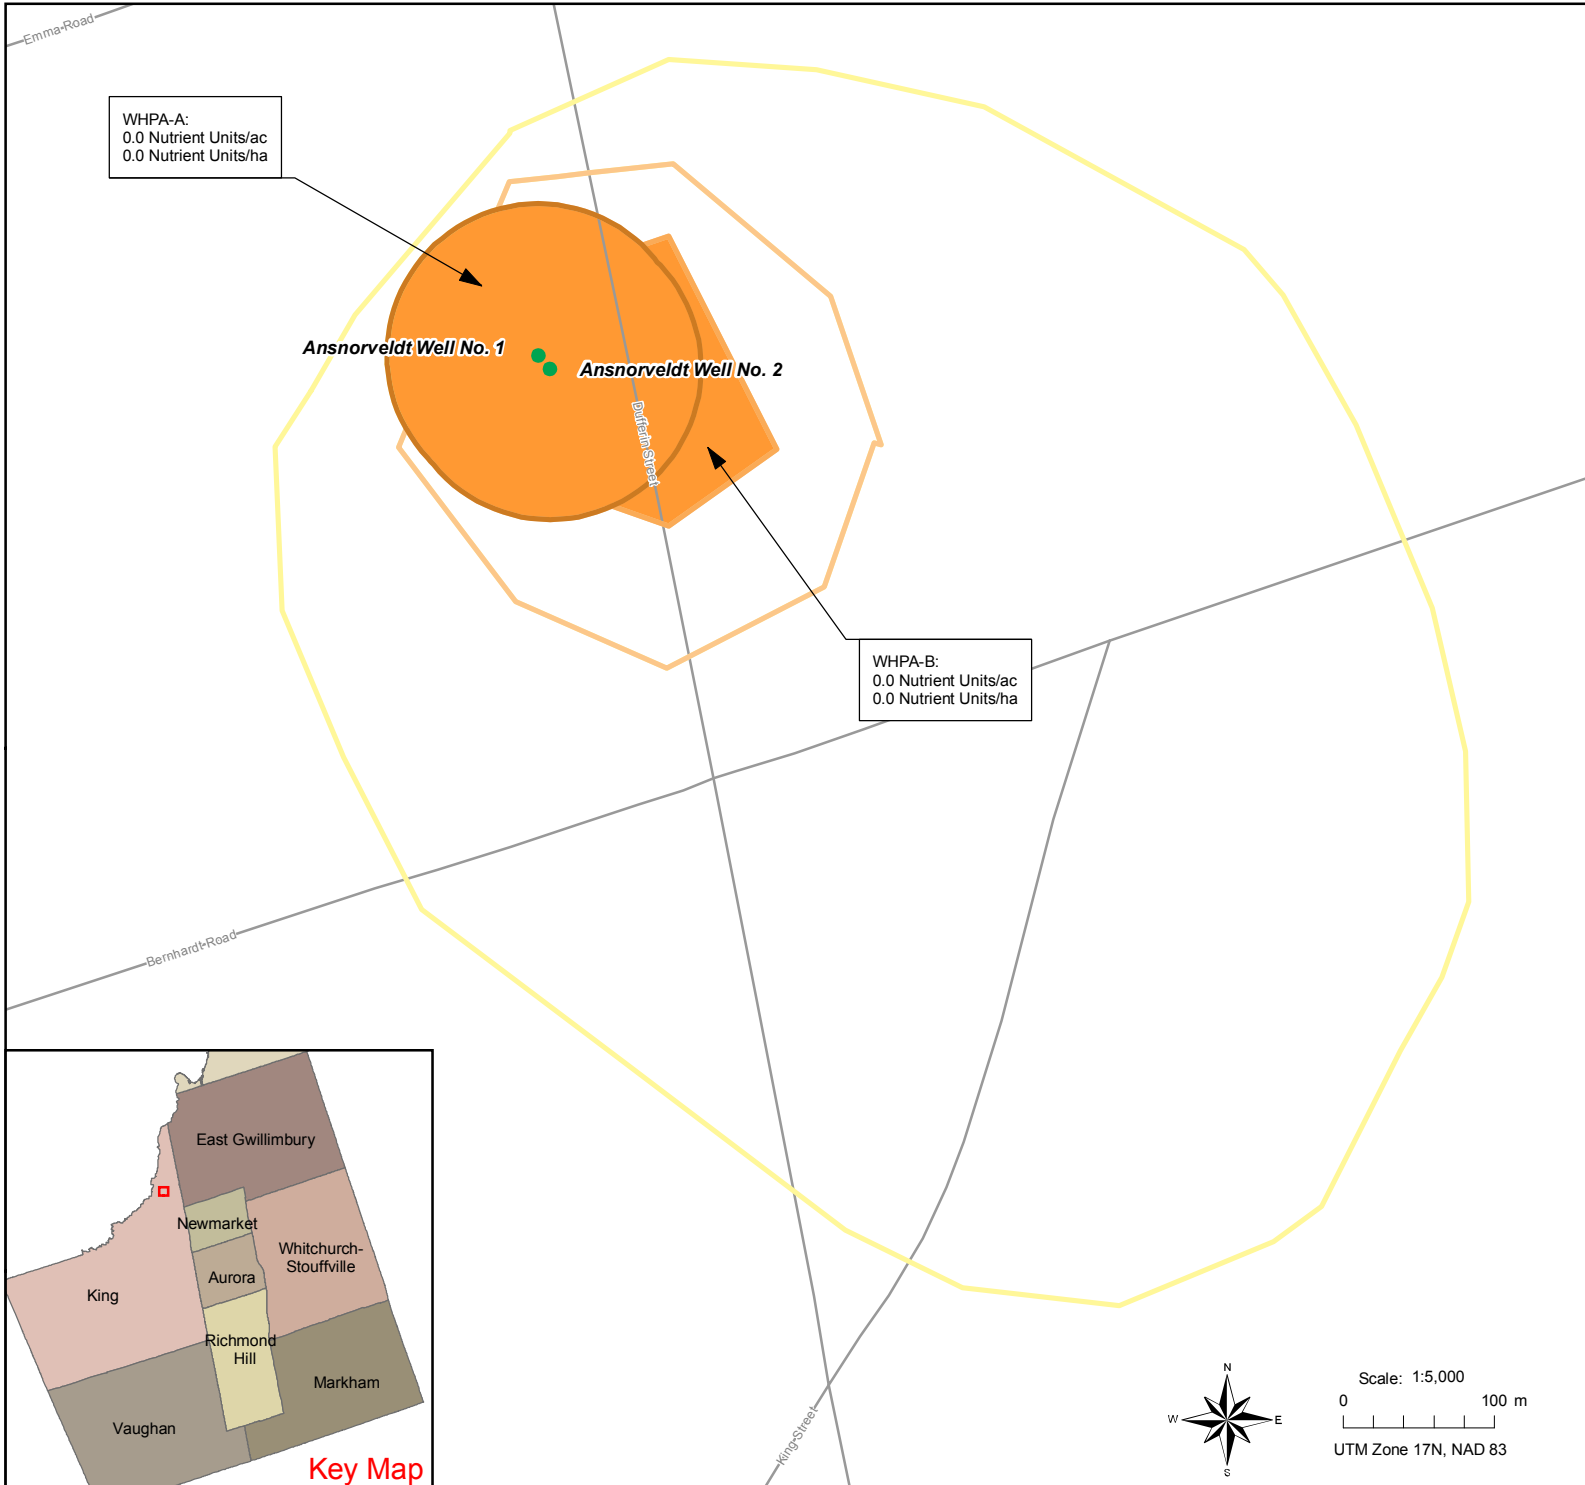 Emma Road
WHPA-A:
0.0 Nutrient Units/ac
0.0 Nutrient Units/ha
Ansnorveldt Well No. 1
Ansnorveldt Well No. 2
Dufferin Street
WHPA-B:
0.0 Nutrient Units/ac
0.0 Nutrient Units/ha
Bernhardt Road
East Gwillimbury
Newmarket
Whitchurch-
Stouffville
Aurora
King
Richmond
Hill
Markham
Vaughan
Key Map
King Street
N
W
E
S
Scale: 1:5,000
0 100 m
UTM Zone 17N, NAD 83